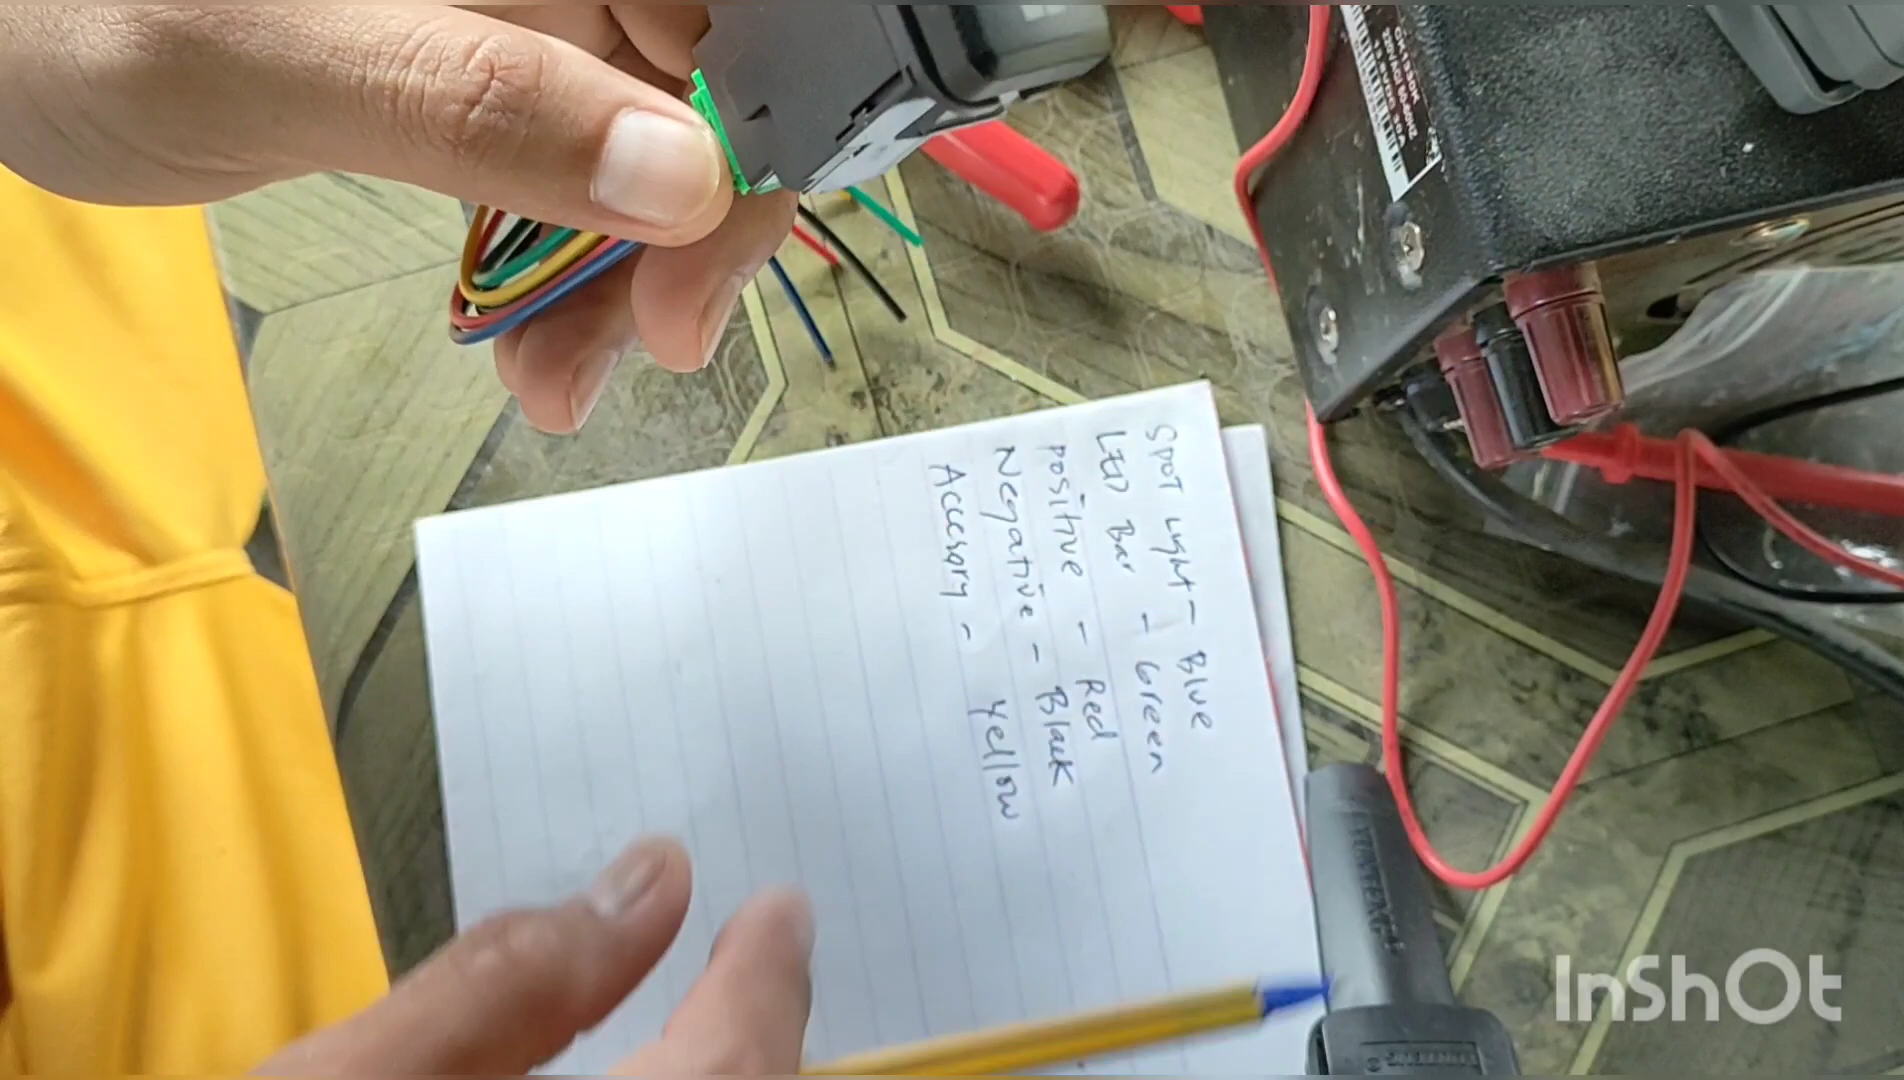 SPOT Light - Blue
LED Bar - Green
Positive - Red
Negative - Black
Accesory - Yellow
InShOt